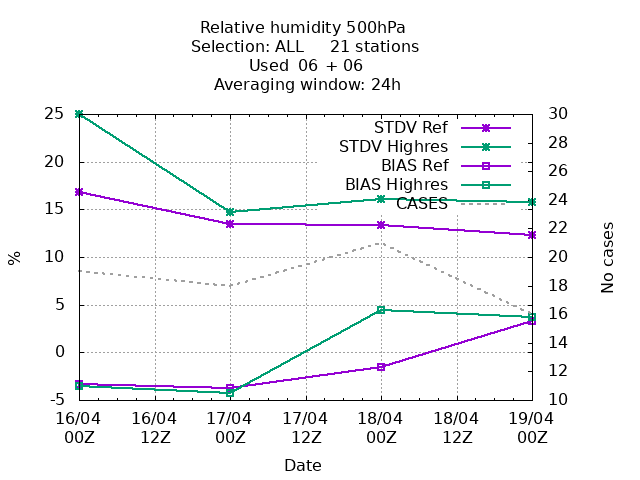 Relative humidity 500hPa
Selection: ALL     21 stations
Used  06 + 06
Averaging window: 24h
25
20
15
10
5
0
-5
%
30
28
26
24
22
20
18
16
14
12
10
No cases
STDV Ref
STDV Highres
BIAS Ref
BIAS Highres
CASES
16/04 16/04 17/04 17/04 18/04 18/04 19/04
00Z 12Z 00Z 12Z 00Z 12Z 00Z
Date